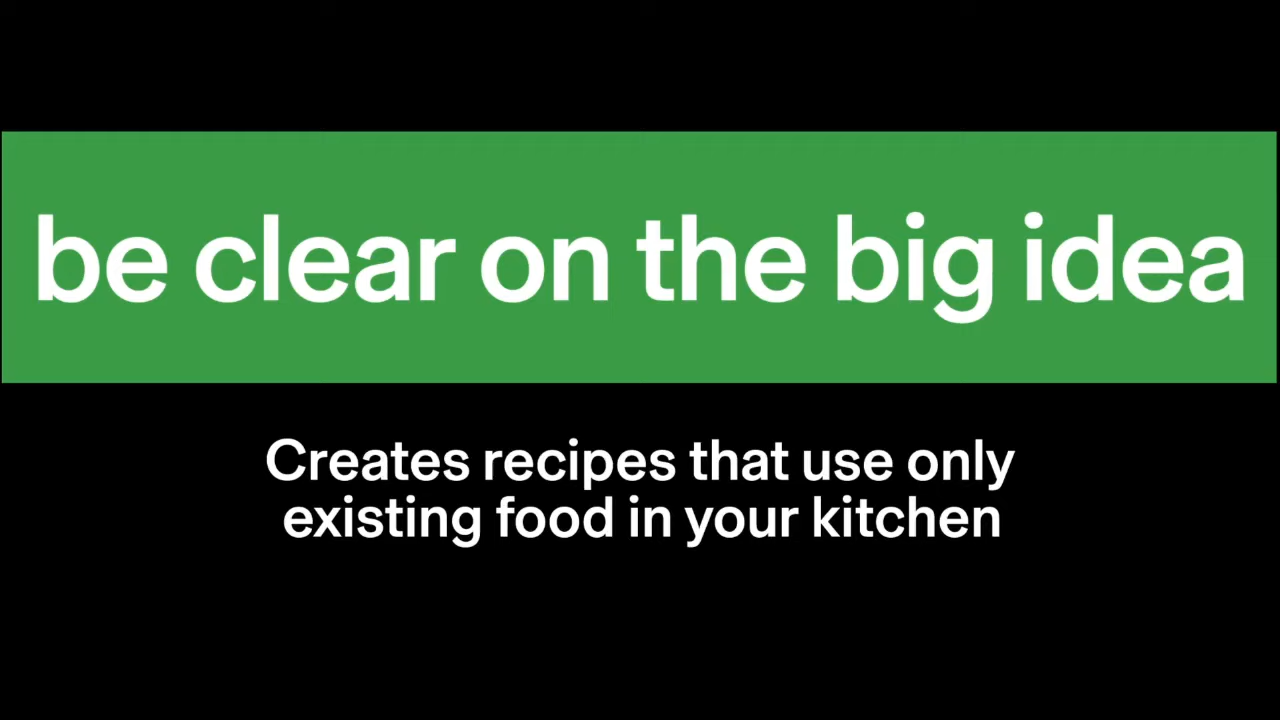 be clear on the big idea
Creates recipes that use only
existing food in your kitchen